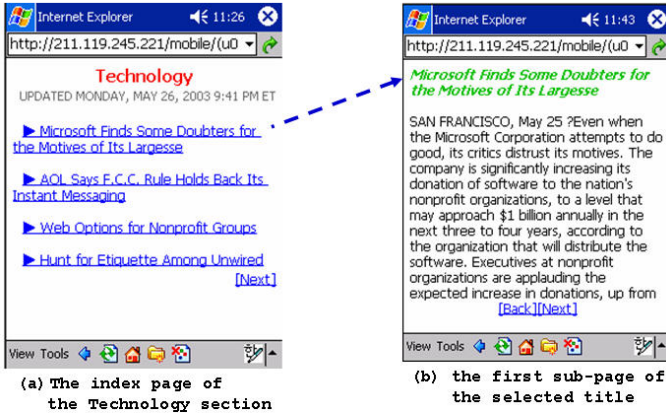 Internet Explorer 11:26
http://211.119.245.221/mobile/(u0
Technology
UPDATED MONDAY, MAY 26, 2003 9:41 PM ET
Microsoft Finds Some Doubters for
the Motives of Its Largesse
AOL Says F.C.C. Rule Holds Back Its
Instant Messaging
Web Options for Nonprofit Groups
Hunt for Etiquette Among Unwired
[Next]
View Tools
(a) The index page of
the Technology section
Internet Explorer 11:43
http://211.119.245.221/mobile/(u0
Microsoft Finds Some Doubters for
the Motives of Its Largesse
SAN FRANCISCO, May 25 ?Even when
the Microsoft Corporation attempts to do
good, its critics distrust its motives. The
company is significantly increasing its
donation of software to the nation's
nonprofit organizations, to a level that
may approach $1 billion annually in the
next three to four years, according to
the organization that will distribute the
software. Executives at nonprofit
organizations are applauding the
expected increase in donations, up from
[Back][Next]
View Tools
(b) the first sub-page of
the selected title